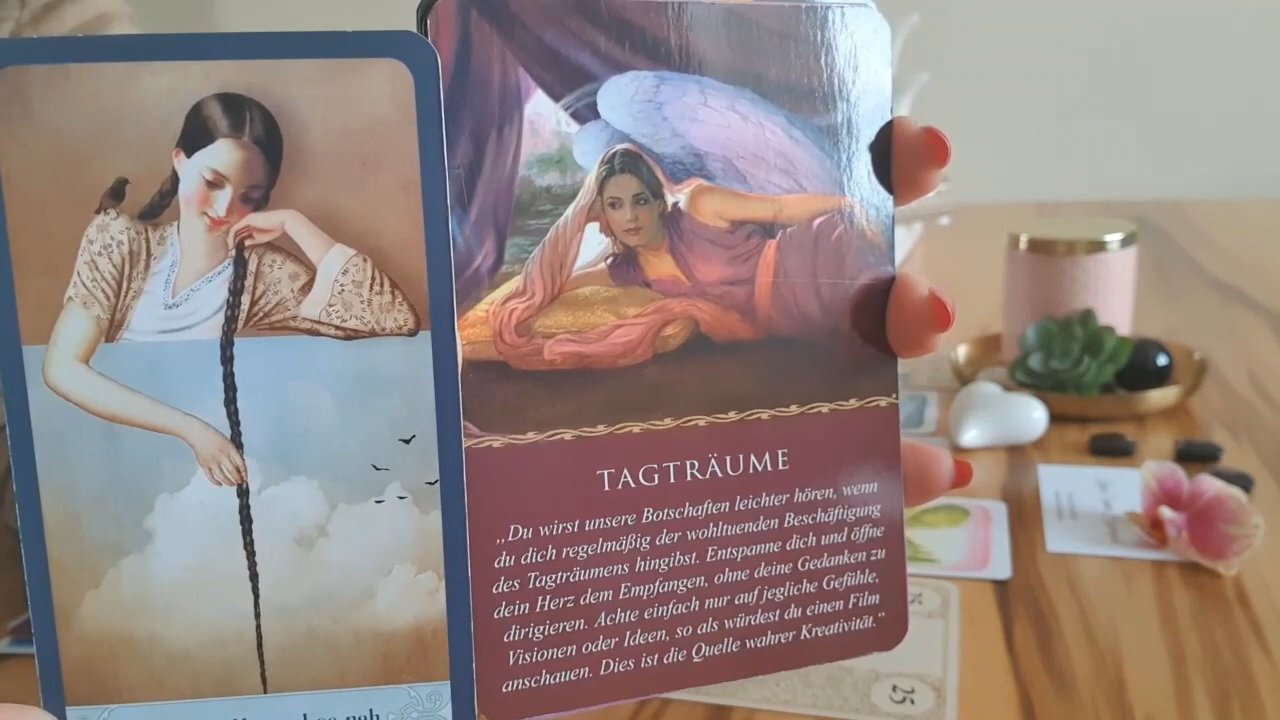 TAGTRÄUME
„Du wirst unsere Botschaften leichter hören, wenn
du dich regelmäßig der wohltuenden Beschäftigung
des Tagträumens hingibst. Entspanne dich und öffne
dein Herz dem Empfangen, ohne deine Gedanken zu
dirigieren. Achte einfach nur auf jegliche Gefühle,
Visionen oder Ideen, so als würdest du einen Film
anschauen. Dies ist die Quelle wahrer Kreativität.“
25